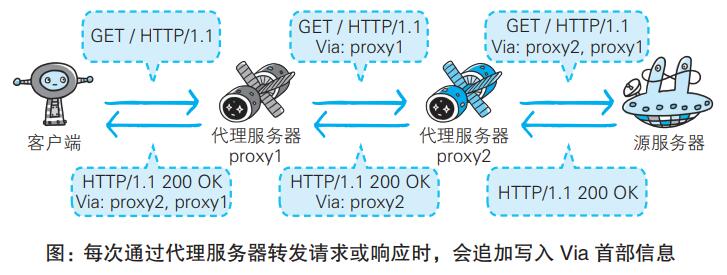 GET / HTTP/1.1
GET / HTTP/1.1
Via: proxy1
GET / HTTP/1.1
Via: proxy2, proxy1
客户端
代理服务器
proxy1
代理服务器
proxy2
源服务器
HTTP/1.1 200 OK
Via: proxy2, proxy1
HTTP/1.1 200 OK
Via: proxy2
HTTP/1.1 200 OK
图：每次通过代理服务器转发请求或响应时，会追加写入 Via 首部信息